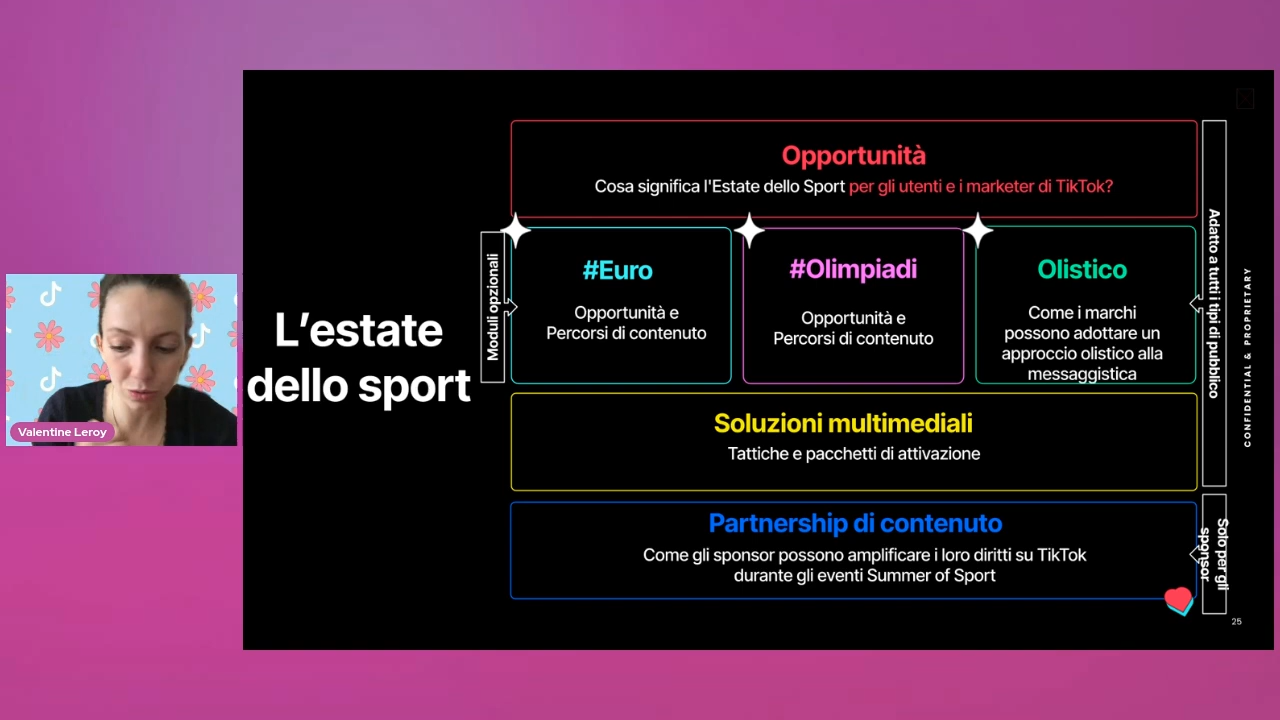 L’estate
dello sport
Opportunità
Cosa significa l'Estate dello Sport per gli utenti e i marketer di TikTok?
Moduli opzionali
#Euro
Opportunità e
Percorsi di contenuto
#Olimpiadi
Opportunità e
Percorsi di contenuto
Olistico
Come i marchi
possono adottare un
approccio olistico alla
messaggistica
Adatto a tutti i tipi di pubblico
Soluzioni multimediali
Tattiche e pacchetti di attivazione
Partnership di contenuto
Come gli sponsor possono amplificare i loro diritti su TikTok
durante gli eventi Summer of Sport
Solo per gli
sponsor
CONFIDENTIAL & PROPRIETARY
25
Valentine Leroy